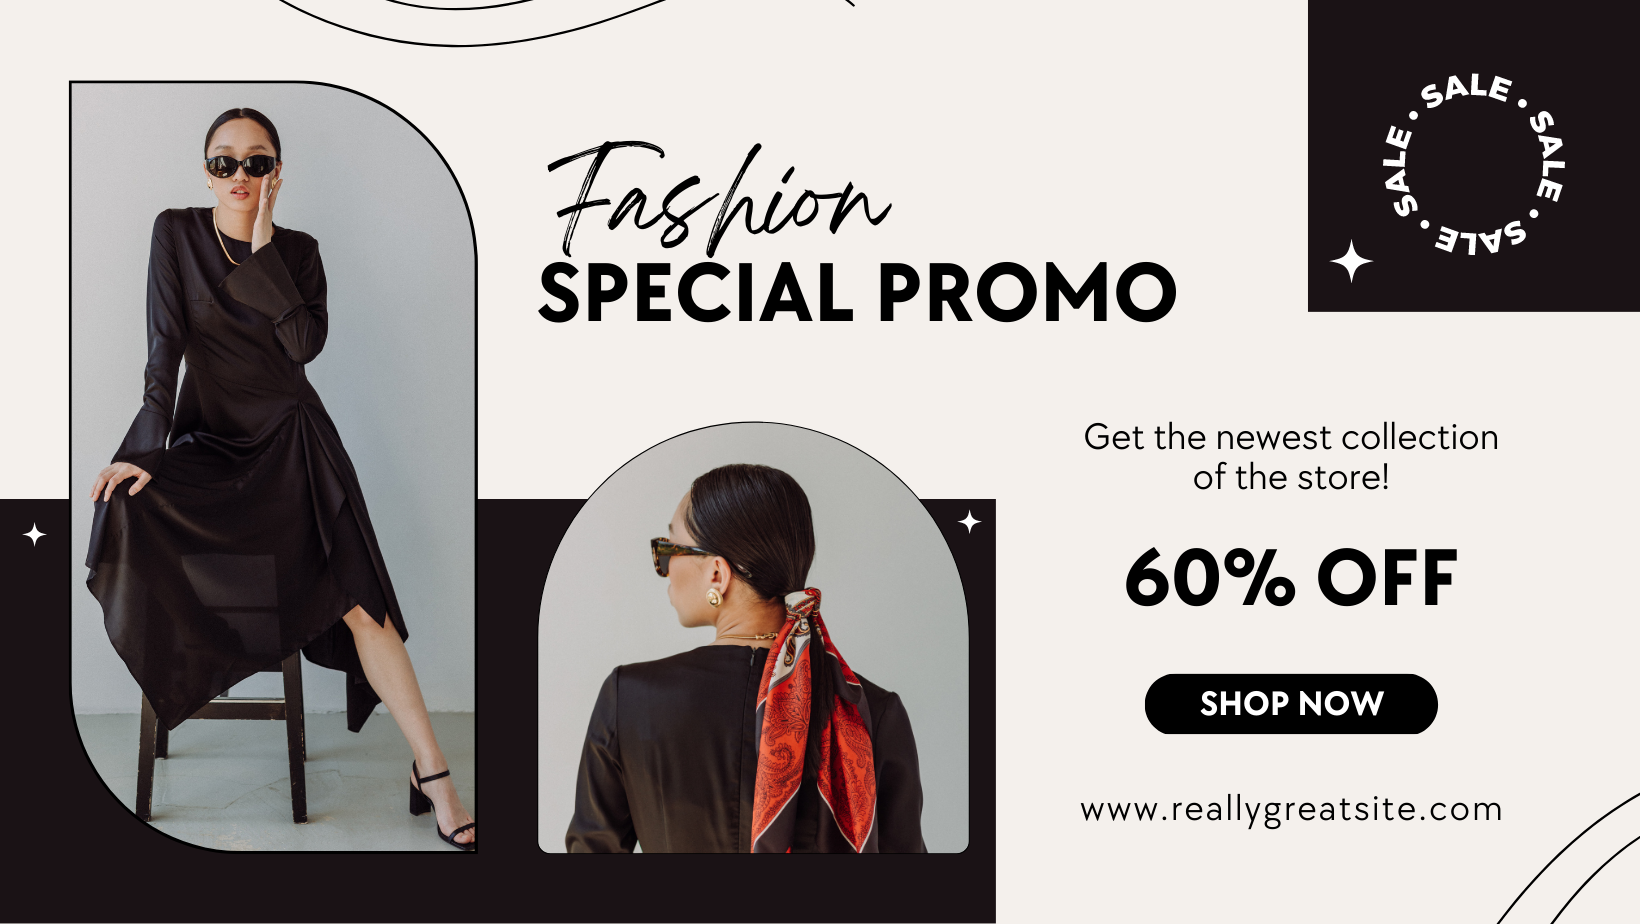 Fashion
SPECIAL PROMO
SALE • SALE • SALE • SALE •
Get the newest collection
of the store!
60% OFF
SHOP NOW
www.reallygreatsite.com